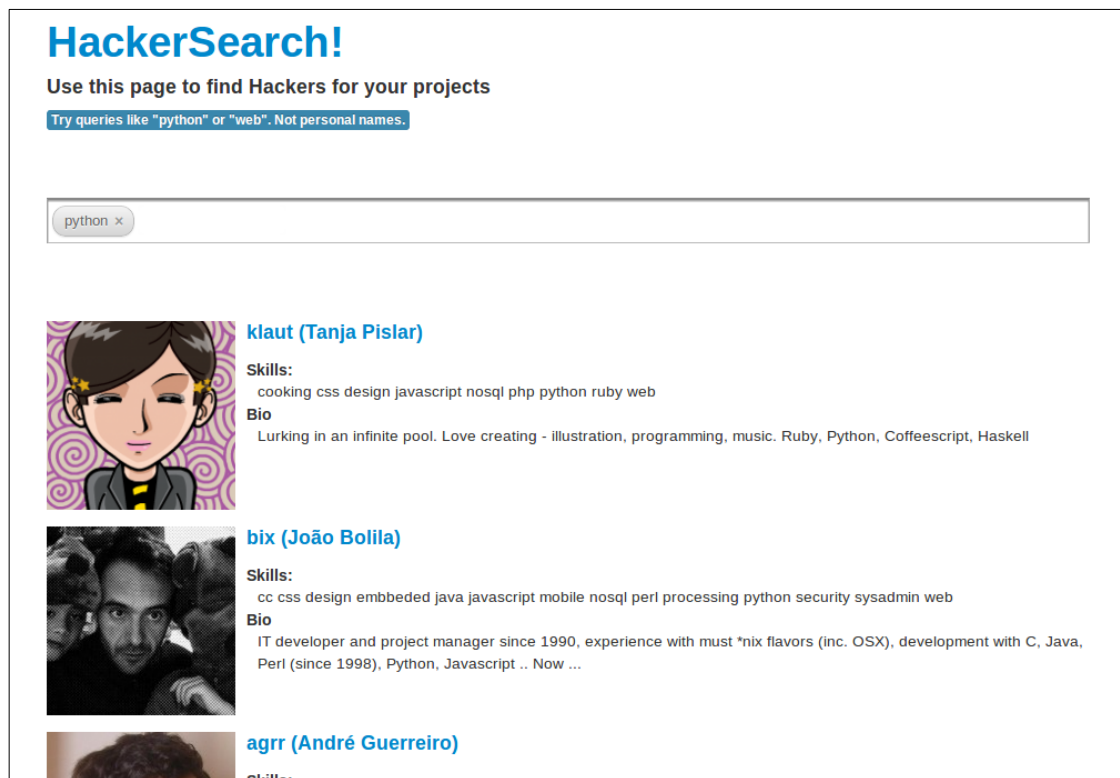 HackerSearch!
Use this page to find Hackers for your projects
Try queries like "python" or "web". Not personal names.
python ×
klaut (Tanja Pislar)
Skills:
cooking css design javascript nosql php python ruby web
Bio
Lurking in an infinite pool. Love creating - illustration, programming, music. Ruby, Python, Coffeescript, Haskell
bix (João Bolila)
Skills:
cc css design embbeded java javascript mobile nosql perl processing python security sysadmin web
Bio
IT developer and project manager since 1990, experience with must *nix flavors (inc. OSX), development with C, Java,
Perl (since 1998), Python, Javascript .. Now ...
agrr (André Guerreiro)
Skills: